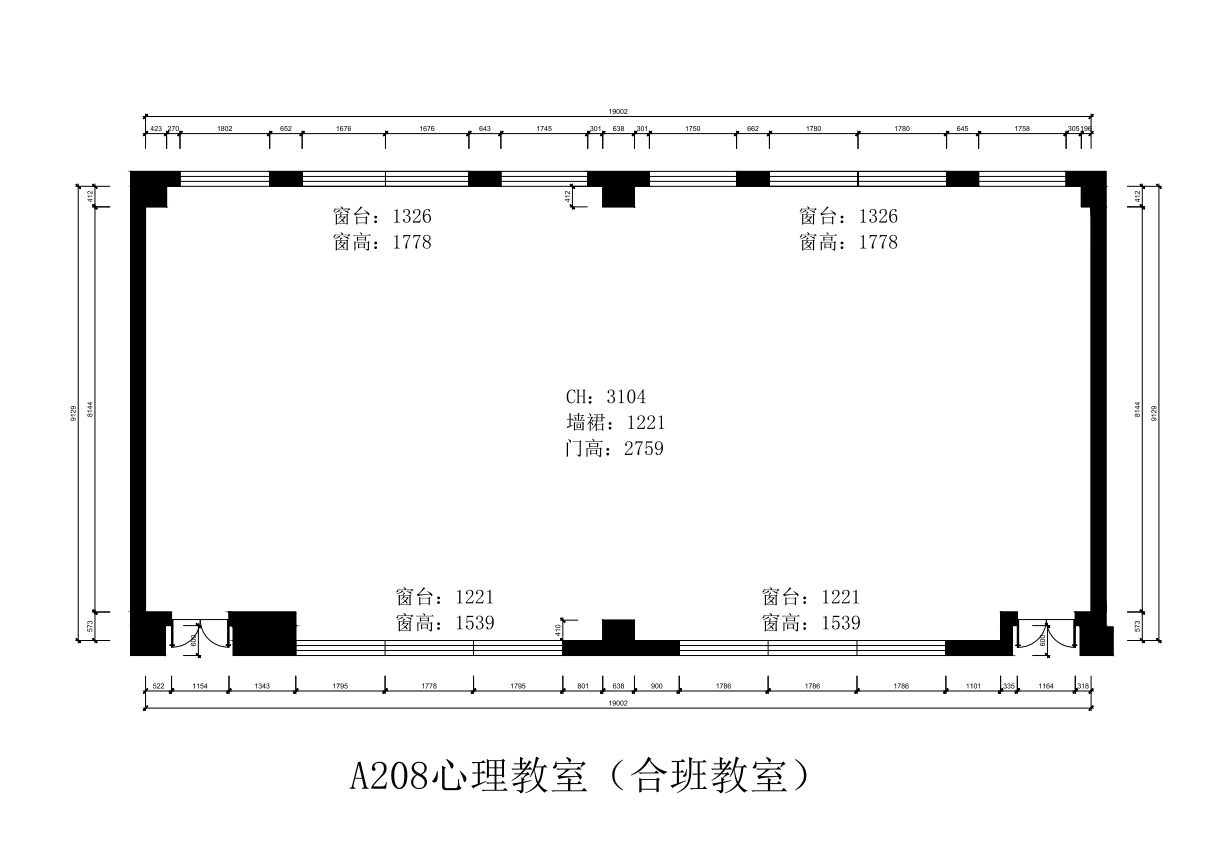 19002
423 270 1802 652 1676 1676 643 1745 301 638 301 1750 662 1780 1780 645 1758 305 196
412 412 412
窗台：1326 窗台：1326
窗高：1778 窗高：1778
9129 8144 8144 9129
CH：3104
墙裙：1221
门高：2759
窗台：1221 窗台：1221
窗高：1539 窗高：1539
573 600 410 600 573
522 1154 1343 1795 1778 1795 801 638 900 1786 1786 1786 1101 335 1164 318
19002
A208心理教室（合班教室）